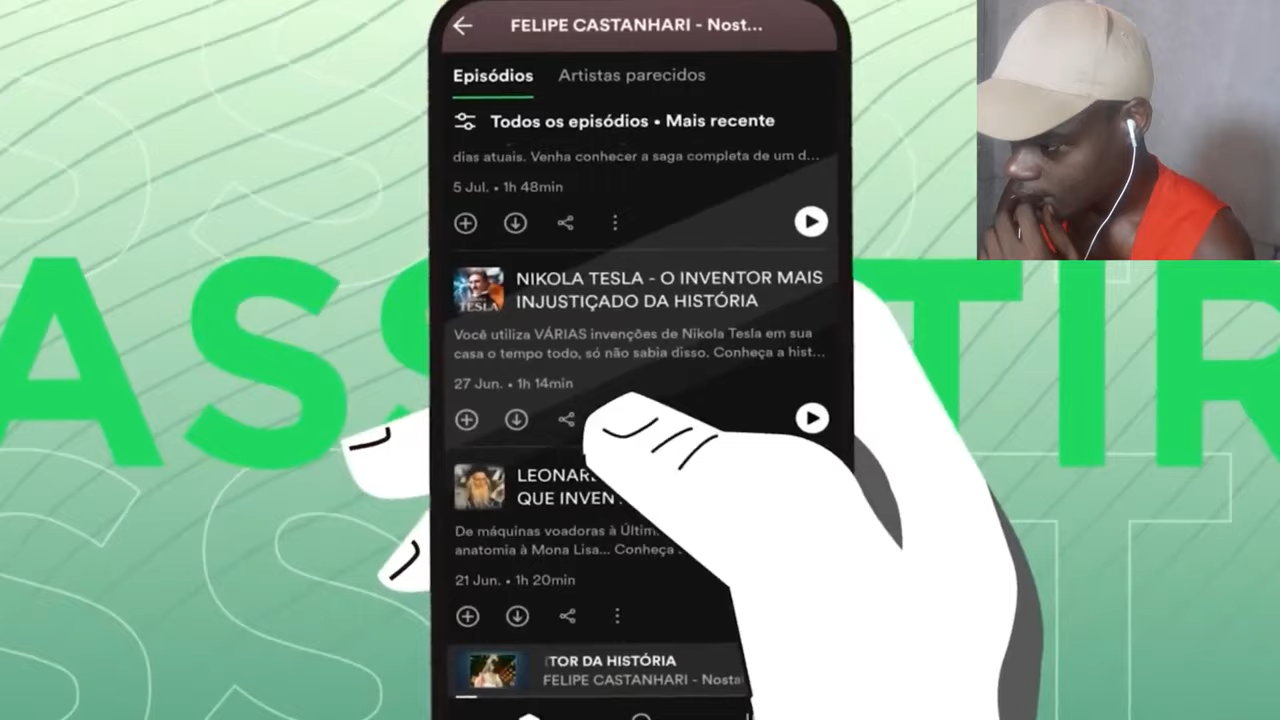 FELIPE CASTANHARI - Nost...
Episódios
Artistas parecidos
Todos os episódios • Mais recente
dias atuais. Venha conhecer a saga completa de um d...
5 Jul. • 1h 48min
NIKOLA TESLA - O INVENTOR MAIS
INJUSTIÇADO DA HISTÓRIA
Você utiliza VÁRIAS invenções de Nikola Tesla em sua
casa o tempo todo, só não sabia disso. Conheça a hist...
27 Jun. • 1h 14min
TESLA
ASS TIR
QUE INVEN
De máquinas voadoras à
anatomia à Mona Lisa... Conheça
21 Jun. • 1h 20min
TOR DA HISTÓRIA
FELIPE CASTANHARI - Nosta